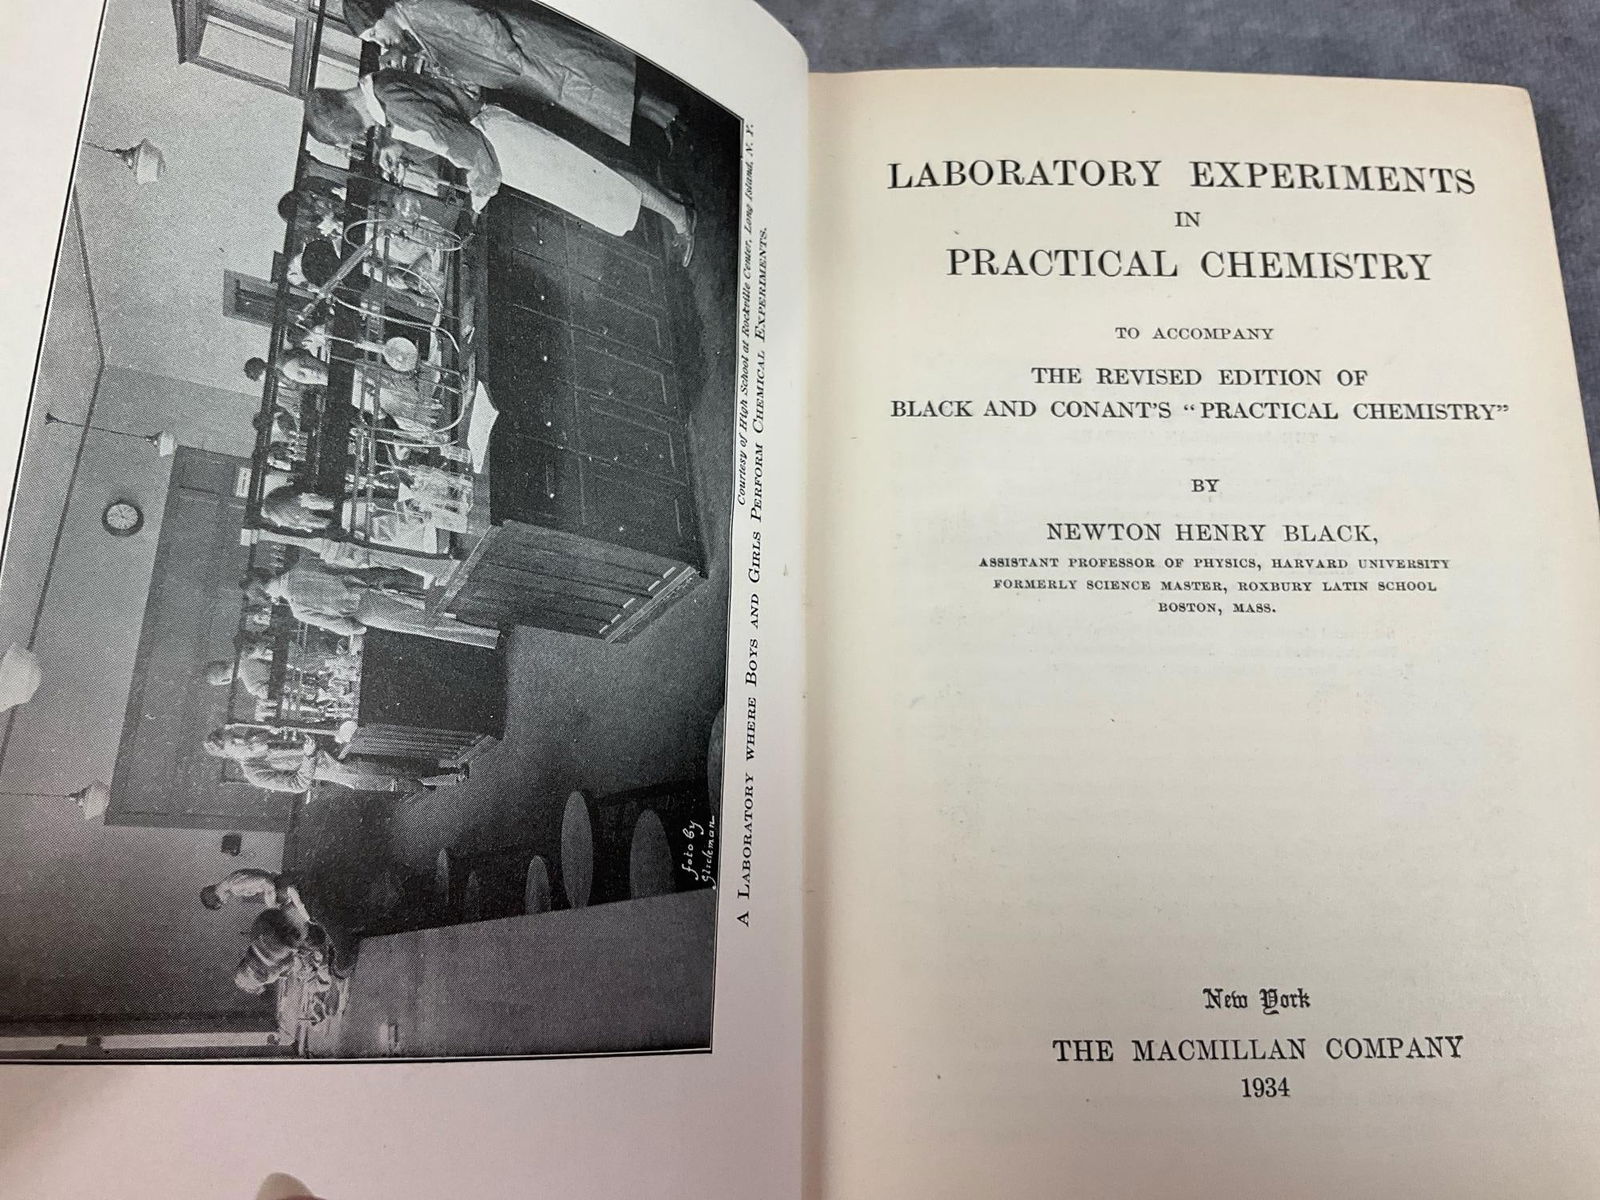 foto by
Glickman
Courtesy of High School at Rockville Center, Long Island, N. Y.
A LABORATORY WHERE BOYS AND GIRLS PERFORM CHEMICAL EXPERIMENTS.
LABORATORY EXPERIMENTS
IN
PRACTICAL CHEMISTRY
TO ACCOMPANY
THE REVISED EDITION OF
BLACK AND CONANT'S "PRACTICAL CHEMISTRY"
BY
NEWTON HENRY BLACK,
ASSISTANT PROFESSOR OF PHYSICS, HARVARD UNIVERSITY
FORMERLY SCIENCE MASTER, ROXBURY LATIN SCHOOL
BOSTON, MASS.
New York
THE MACMILLAN COMPANY
1934